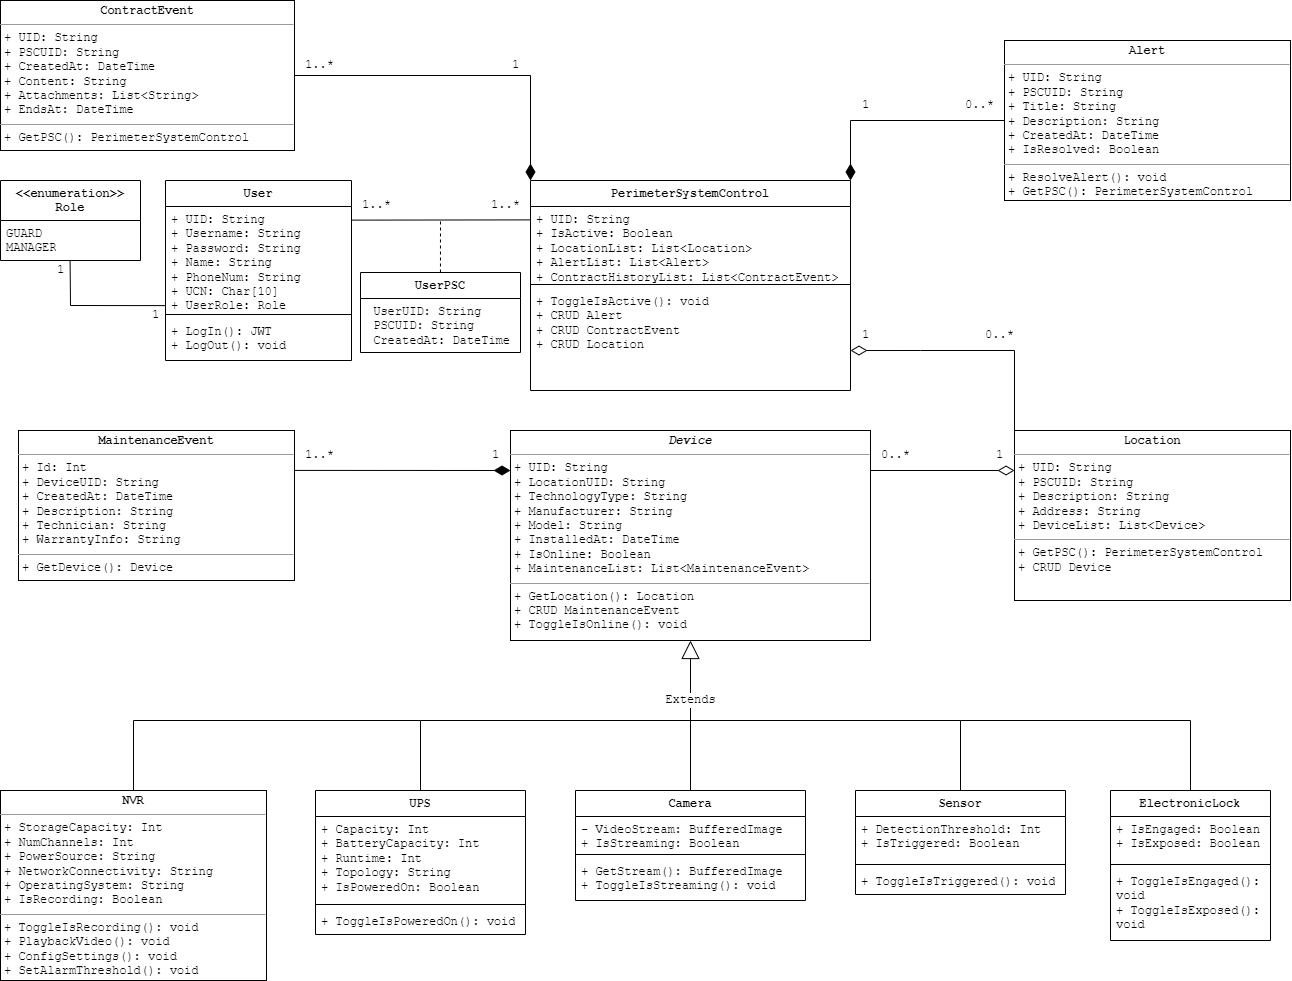 ContractEvent
+ UID: String
+ PSCUID: String
+ CreatedAt: DateTime
+ Content: String
+ Attachments: List<String>
+ EndsAt: DateTime
+ GetPSC(): PerimeterSystemControl
1..*
1
Alert
+ UID: String
+ PSCUID: String
+ Title: String
+ Description: String
+ CreatedAt: DateTime
+ IsResolved: Boolean
+ ResolveAlert(): void
+ GetPSC(): PerimeterSystemControl
1
0..*
<<enumeration>>
Role
GUARD
MANAGER
1
1
User
+ UID: String
+ Username: String
+ Password: String
+ Name: String
+ PhoneNum: String
+ UCN: Char[10]
+ UserRole: Role
+ LogIn(): JWT
+ LogOut(): void
1..*
1..*
UserPSC
UserUID: String
PSCUID: String
CreatedAt: DateTime
PerimeterSystemControl
+ UID: String
+ IsActive: Boolean
+ LocationList: List<Location>
+ AlertList: List<Alert>
+ ContractHistoryList: List<ContractEvent>
+ ToggleIsActive(): void
+ CRUD Alert
+ CRUD ContractEvent
+ CRUD Location
1
0..*
MaintenanceEvent
+ Id: Int
+ DeviceUID: String
+ CreatedAt: DateTime
+ Description: String
+ Technician: String
+ WarrantyInfo: String
+ GetDevice(): Device
1..*
1
Device
+ UID: String
+ LocationUID: String
+ TechnologyType: String
+ Manufacturer: String
+ Model: String
+ InstalledAt: DateTime
+ IsOnline: Boolean
+ MaintenanceList: List<MaintenanceEvent>
+ GetLocation(): Location
+ CRUD MaintenanceEvent
+ ToggleIsOnline(): void
0..*
1
Location
+ UID: String
+ PSCUID: String
+ Description: String
+ Address: String
+ DeviceList: List<Device>
+ GetPSC(): PerimeterSystemControl
+ CRUD Device
Extends
NVR
+ StorageCapacity: Int
+ NumChannels: Int
+ PowerSource: String
+ NetworkConnectivity: String
+ OperatingSystem: String
+ IsRecording: Boolean
+ ToggleIsRecording(): void
+ PlaybackVideo(): void
+ ConfigSettings(): void
+ SetAlarmThreshold(): void
UPS
+ Capacity: Int
+ BatteryCapacity: Int
+ Runtime: Int
+ Topology: String
+ IsPoweredOn: Boolean
+ ToggleIsPoweredOn(): void
Camera
- VideoStream: BufferedImage
+ IsStreaming: Boolean
+ GetStream(): BufferedImage
+ ToggleIsStreaming(): void
Sensor
+ DetectionThreshold: Int
+ IsTriggered: Boolean
+ ToggleIsTriggered(): void
ElectronicLock
+ IsEngaged: Boolean
+ IsExposed: Boolean
+ ToggleIsEngaged():
void
+ ToggleIsExposed():
void